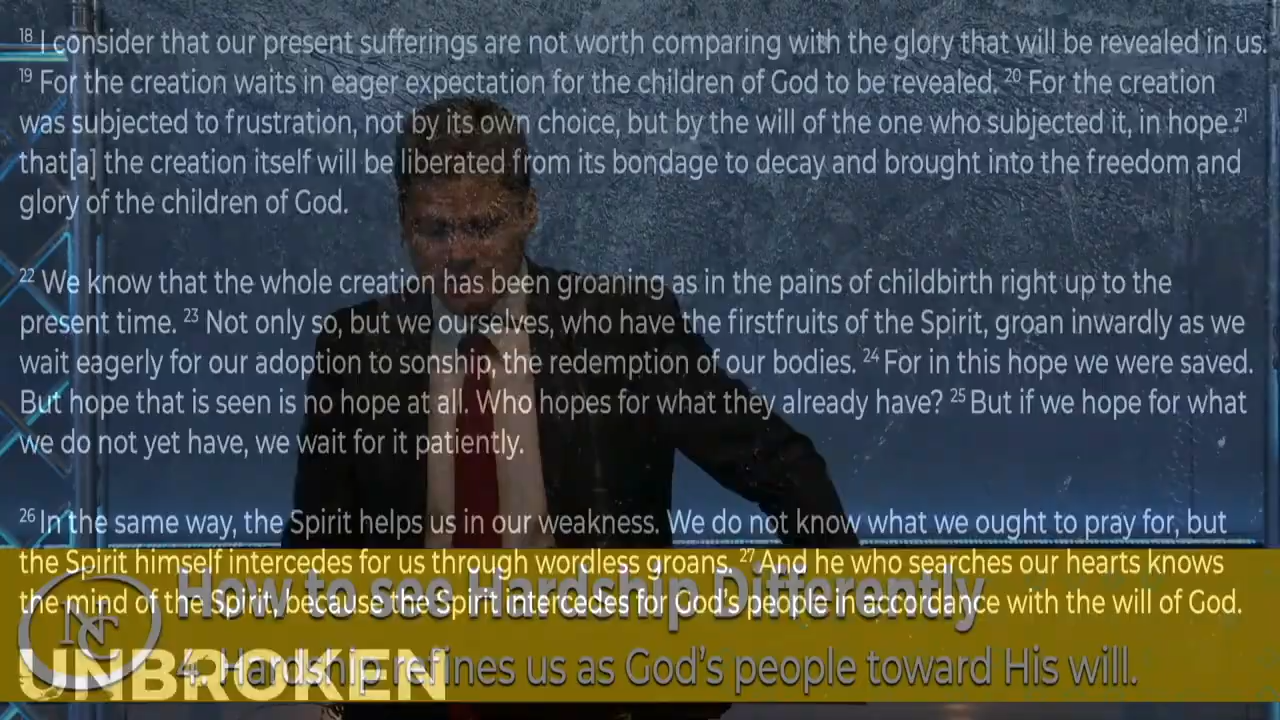 18 I consider that our present sufferings are not worth comparing with the glory that will be revealed in us.
19 For the creation waits in eager expectation for the children of God to be revealed. 20 For the creation
was subjected to frustration, not by its own choice, but by the will of the one who subjected it, in hope 21
that[a] the creation itself will be liberated from its bondage to decay and brought into the freedom and
glory of the children of God.
22 We know that the whole creation has been groaning as in the pains of childbirth right up to the
present time. 23 Not only so, but we ourselves, who have the firstfruits of the Spirit, groan inwardly as we
wait eagerly for our adoption to sonship, the redemption of our bodies. 24 For in this hope we were saved.
But hope that is seen is no hope at all. Who hopes for what they already have? 25 But if we hope for what
we do not yet have, we wait for it patiently.
26 In the same way, the Spirit helps us in our weakness. We do not know what we ought to pray for, but
the Spirit himself intercedes for us through wordless groans. 27 And he who searches our hearts knows
the mind of the Spirit, because the Spirit intercedes for God's people in accordance with the will of God.
How to see Hardship Differently
4. Hardship refines us as God's people toward His will.
NCC
UNBROKEN